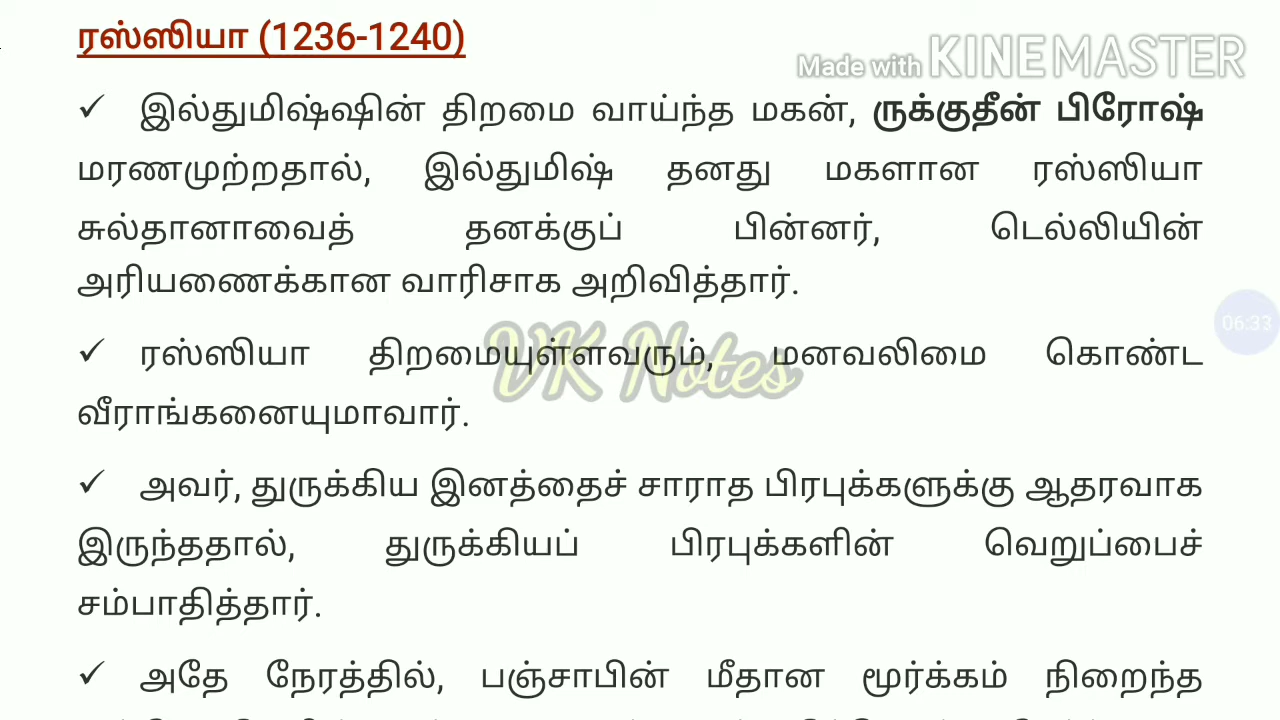 ரஸ்ஸியா (1236-1240)
Made with KINEMASTER
✓ இல்துமிஷ்ஷின் திறமை வாய்ந்த மகன், ருக்குதீன் பிரோஷ்
மரணமுற்றதால், இல்துமிஷ் தனது மகளான ரஸ்ஸியா
சுல்தானாவைத் தனக்குப் பின்னர், டெல்லியின்
அரியணைக்கான வாரிசாக அறிவித்தார்.
06:33
VK Notes
✓ ரஸ்ஸியா திறமையுள்ளவரும், மனவலிமை கொண்ட
வீராங்கனையுமாவார்.
✓ அவர், துருக்கிய இனத்தைச் சாராத பிரபுக்களுக்கு ஆதரவாக
இருந்ததால், துருக்கியப் பிரபுக்களின் வெறுப்பைச்
சம்பாதித்தார்.
✓ அதே நேரத்தில், பஞ்சாபின் மீதான மூர்க்கம் நிறைந்த